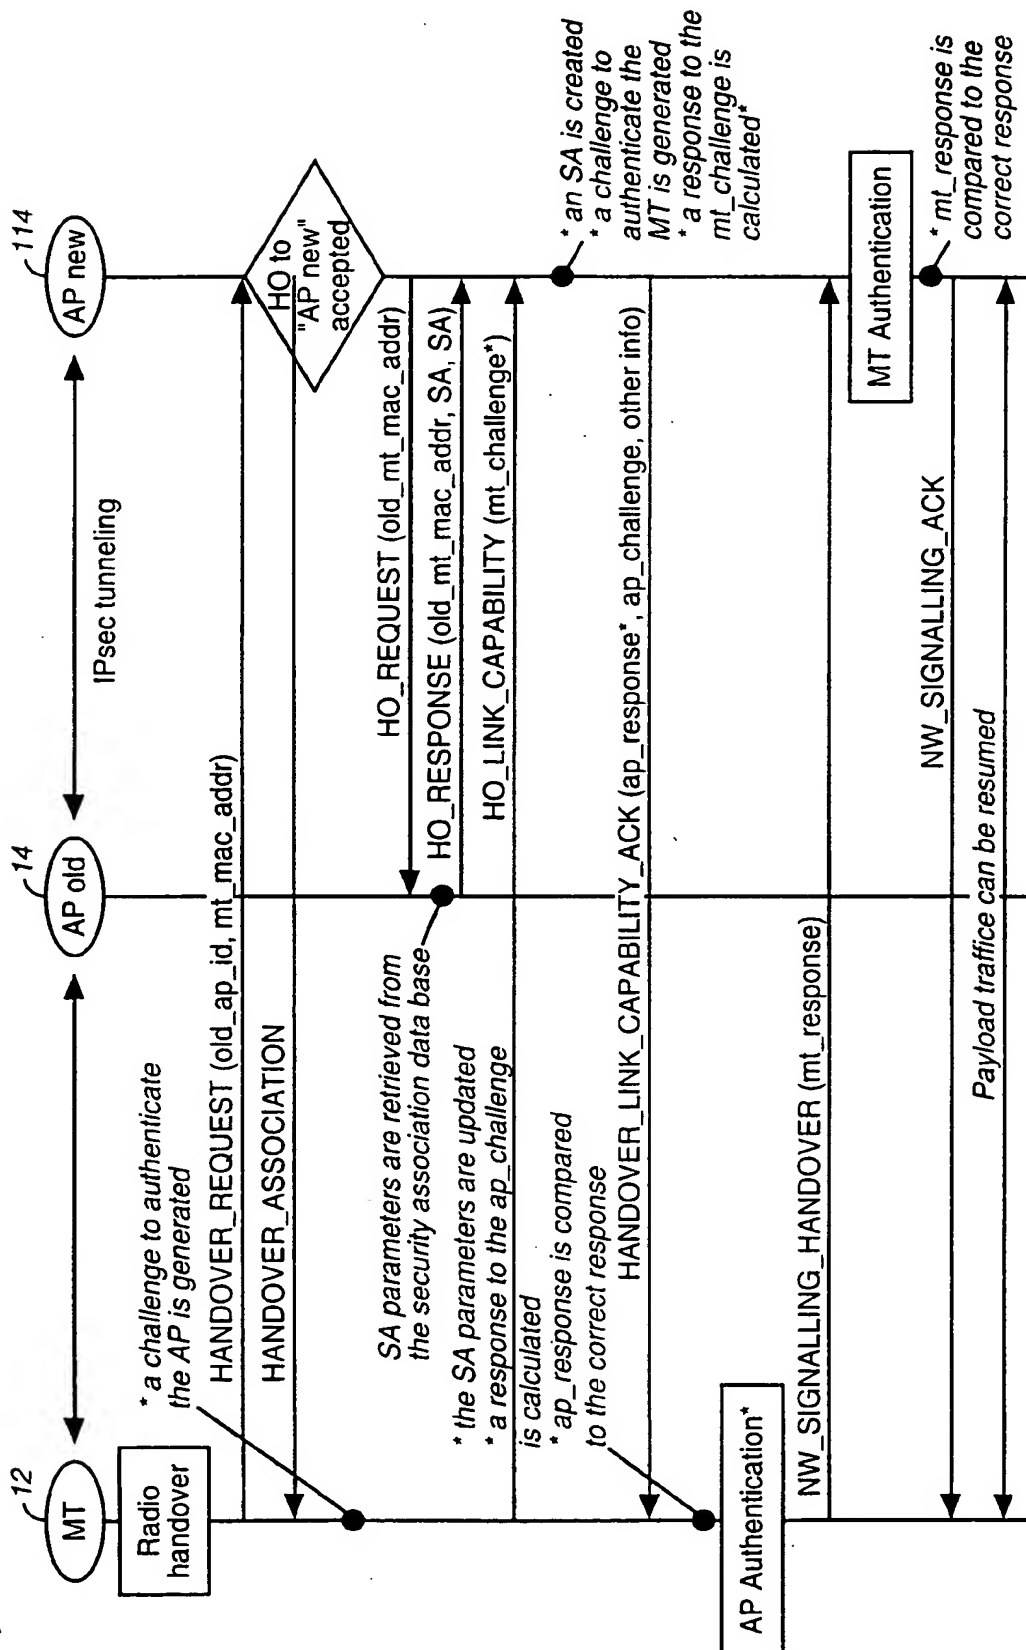 12
MT
14
AP old
114
AP new
IPsec tunneling
Radio
handover
* a challenge to authenticate
the AP is generated
HANDOVER_REQUEST (old_ap_id, mt_mac_addr)
HANDOVER_ASSOCIATION
HO to
"AP new"
accepted
HO_REQUEST (old_mt_mac_addr)
SA parameters are retrieved from
the security association data base
HO_RESPONSE (old_mt_mac_addr, SA, SA)
HO_LINK_CAPABILITY (mt_challenge*)
* the SA parameters are updated
* a response to the ap_challenge
is calculated
* ap_response is compared
to the correct response
* an SA is created
* a challenge to
authenticate the
MT is generated
* a response to the
mt_challenge is
calculated*
HANDOVER_LINK_CAPABILITY_ACK (ap_response*, ap_challenge, other info)
AP Authentication*
NW_SIGNALLING_HANDOVER (mt_response)
MT Authentication
* mt_response is
compared to the
correct response
NW_SIGNALLING_ACK
Payload traffice can be resumed